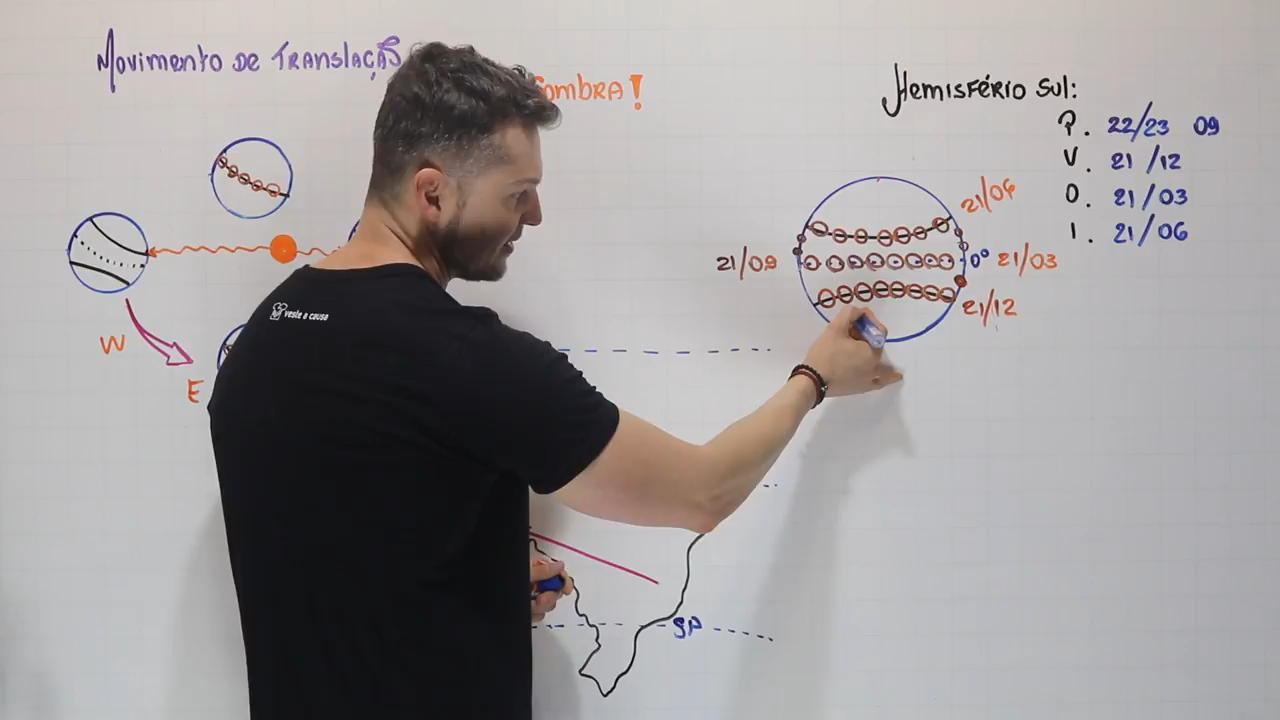 Movimento de Translação
Sombra!
Hemisfério Sul:
P. 22/23 09
V. 21/12
O. 21/03
I. 21/06
21/06
21/09
0° 21/03
21/12
W
E
veste a causa
SP